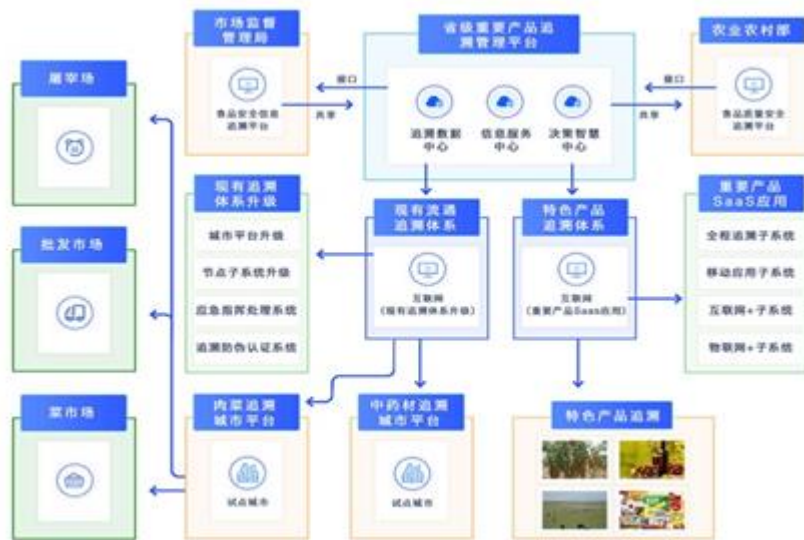 市场监督
管理局
食品安全信息
追溯平台
接口
共享
省级重要产品追
溯管理平台
追溯数据
中心
信息服务
中心
决策智慧
中心
接口
共享
农业农村部
食品质量安全
追溯平台
屠宰场
批发市场
菜市场
现有追溯
体系升级
城市平台升级
节点子系统升级
应急指挥处理系统
追溯防伪认证系统
现有流通
追溯体系
互联网
(现有追溯体系升级)
特色产品
追溯体系
互联网
(重要产品Saas应用)
重要产品
SaaS应用
全程追溯子系统
移动应用子系统
互联网+子系统
物联网+子系统
肉菜追溯
城市平台
试点城市
中药材追溯
城市平台
试点城市
特色产品追溯